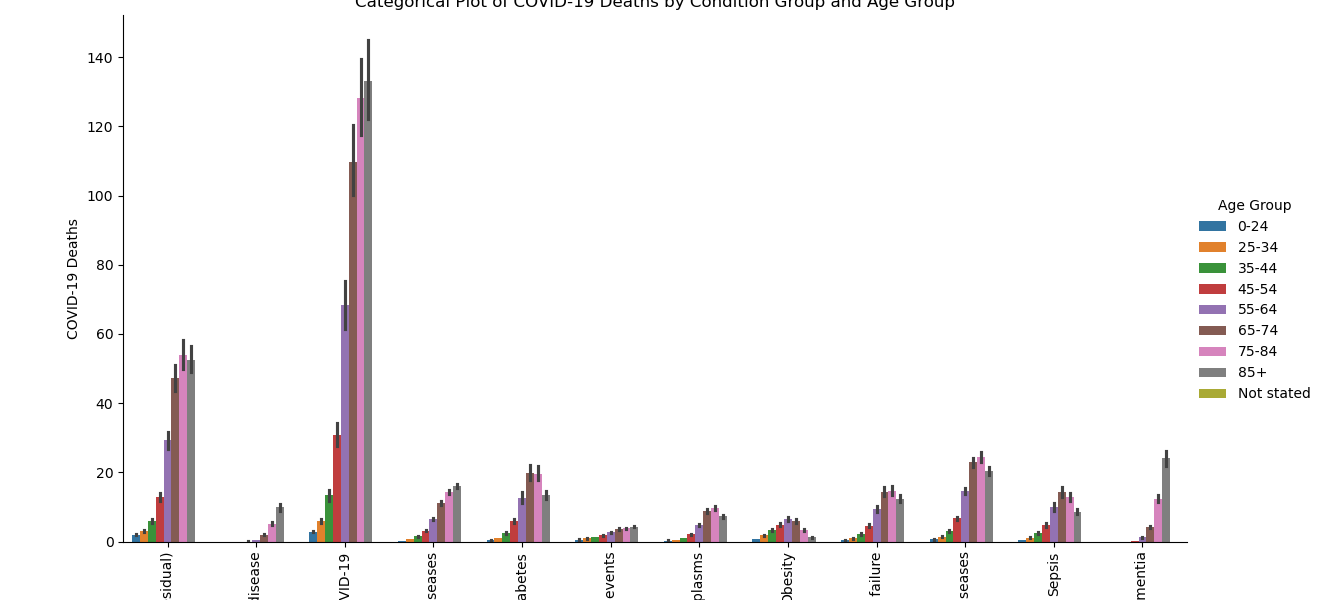 Categorical Plot of COVID-19 Deaths by Condition Group and Age Group
140
120
100
80
60
40
20
0
COVID-19 Deaths
sidual)
disease
VID-19
seases
abetes
events
plasms
Obesity
failure
seases
Sepsis
mentia
Age Group
0-24
25-34
35-44
45-54
55-64
65-74
75-84
85+
Not stated